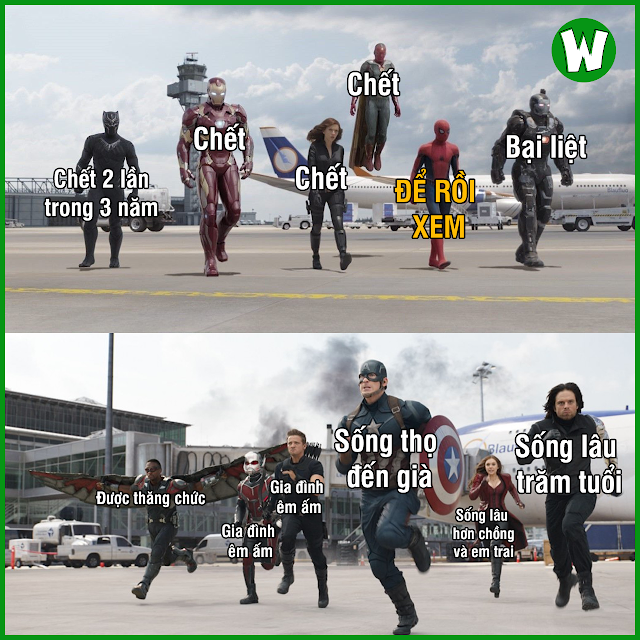 W
Chết
Chết
Chết 2 lần
trong 3 năm
Chết
ĐỂ RỒI
XEM
Bại liệt
Sống thọ
đến già
Sống lâu
trăm tuổi
Được thăng chức
Gia đình
êm ấm
Gia đình
êm ấm
Sống lâu
hơn chồng
và em trai